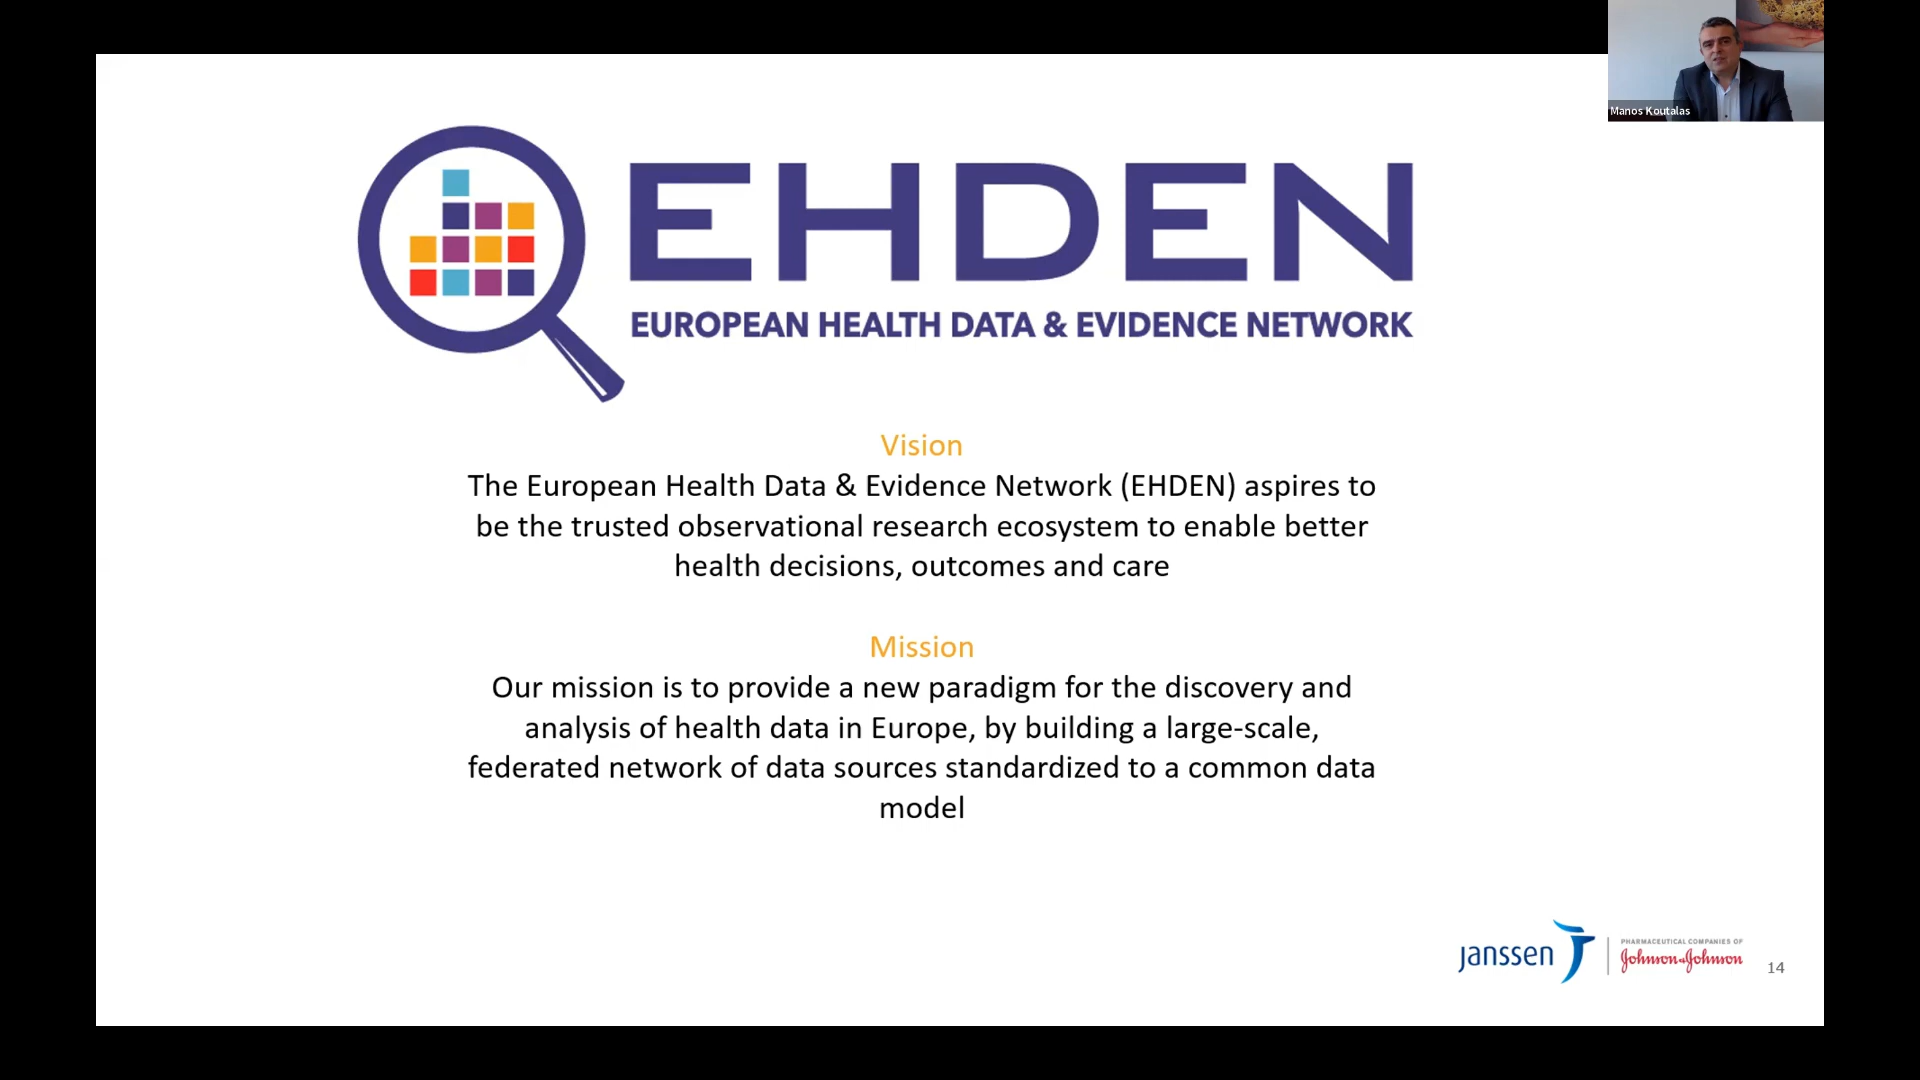 Manos Koutalas
EHDEN
EUROPEAN HEALTH DATA & EVIDENCE NETWORK
Vision
The European Health Data & Evidence Network (EHDEN) aspires to
be the trusted observational research ecosystem to enable better
health decisions, outcomes and care
Mission
Our mission is to provide a new paradigm for the discovery and
analysis of health data in Europe, by building a large-scale,
federated network of data sources standardized to a common data
model
janssen
PHARMACEUTICAL COMPANIES OF
Johnson & Johnson
14